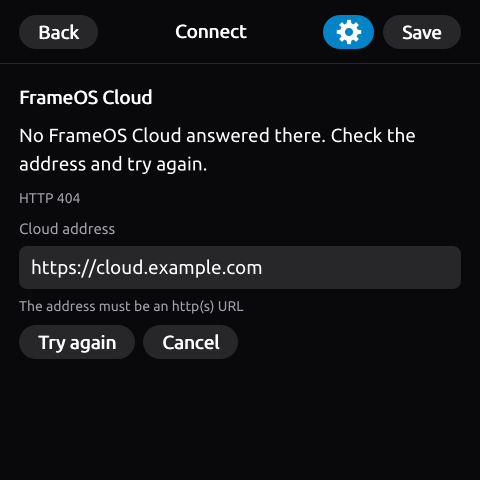 Back
Connect
Save
FrameOS Cloud
No FrameOS Cloud answered there. Check the
address and try again.
HTTP 404
Cloud address
https://cloud.example.com
The address must be an http(s) URL
Try again
Cancel